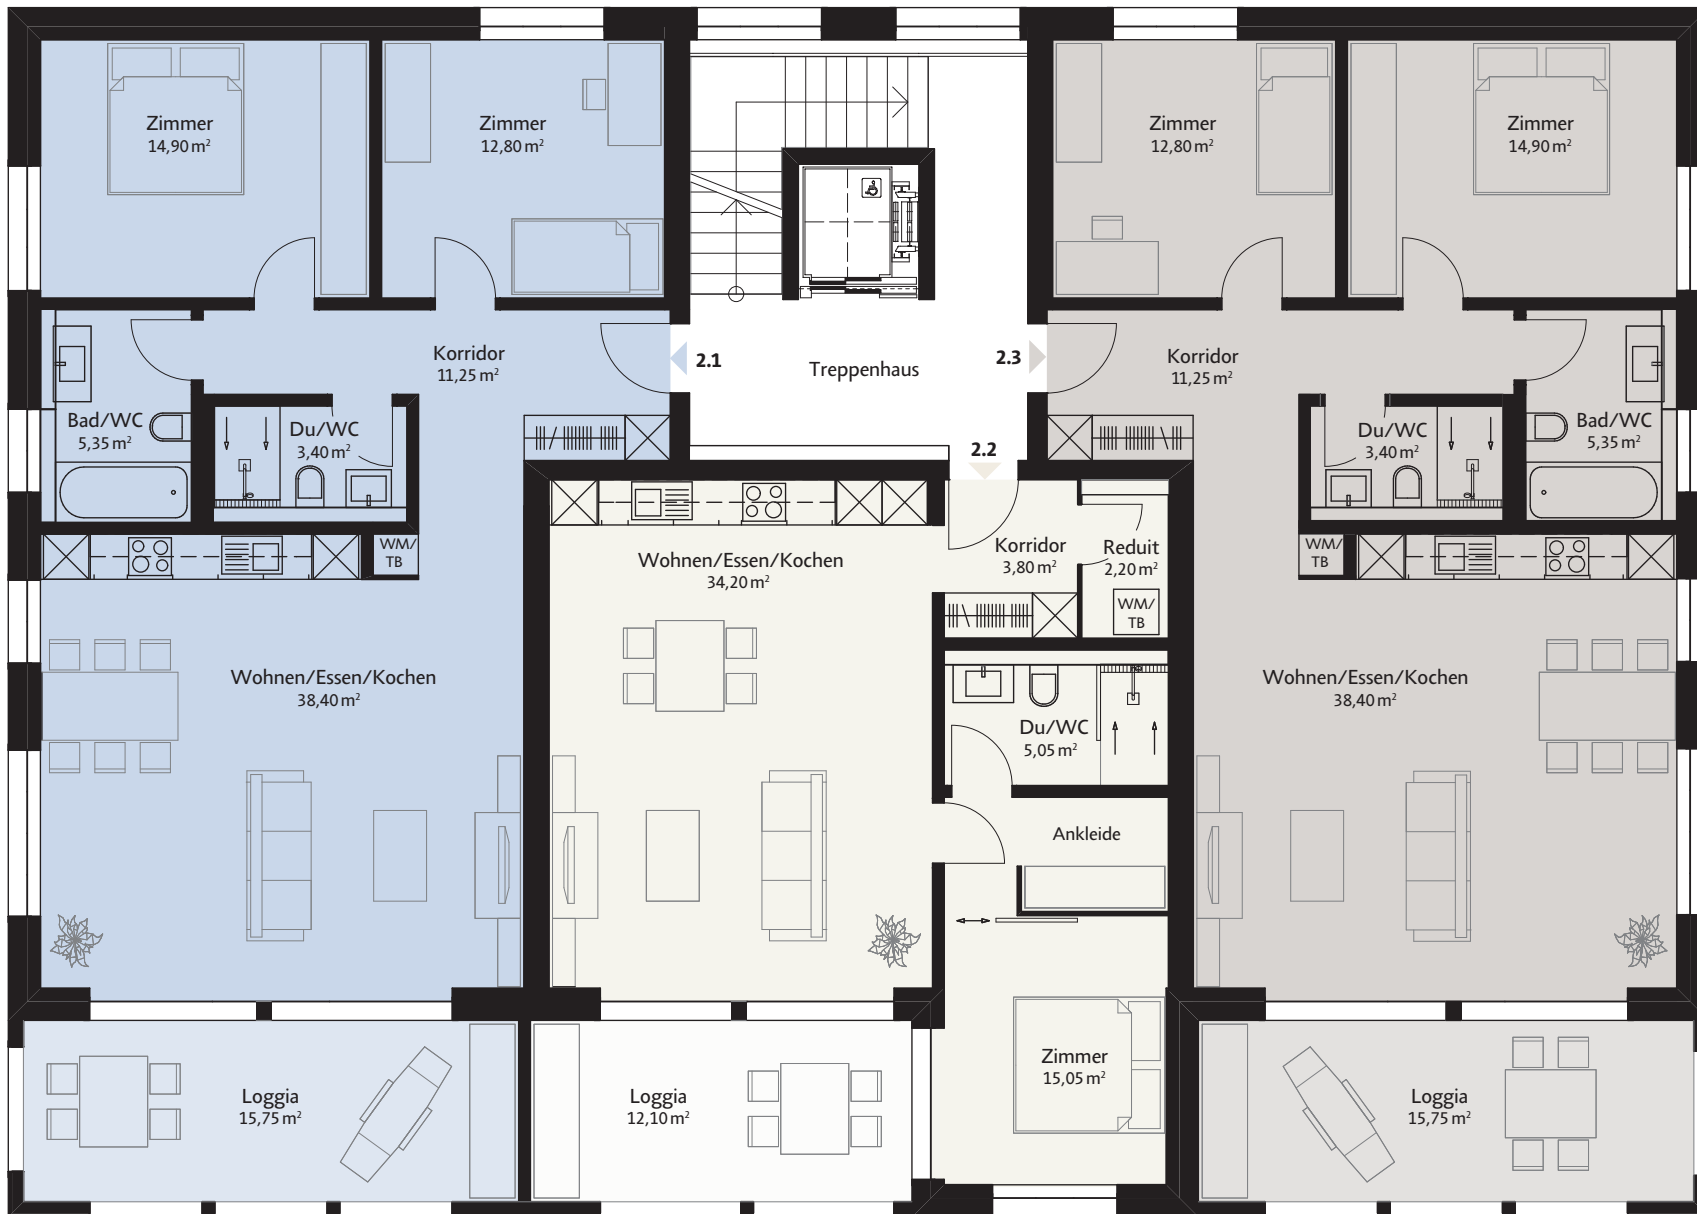 Zimmer
14,90 m²
Zimmer
12,80 m²
Zimmer
12,80 m²
Zimmer
14,90 m²
Korridor
11,25 m²
2.1
Treppenhaus
2.3
Korridor
11,25 m²
Bad/WC
5,35 m²
Du/WC
3,40 m²
2.2
Du/WC
3,40 m²
Bad/WC
5,35 m²
WM/
TB
Wohnen/Essen/Kochen
34,20 m²
Korridor
3,80 m²
Reduit
2,20 m²
WM/
TB
WM/
TB
Wohnen/Essen/Kochen
38,40 m²
Du/WC
5,05 m²
Wohnen/Essen/Kochen
38,40 m²
Ankleide
Loggia
15,75 m²
Loggia
12,10 m²
Zimmer
15,05 m²
Loggia
15,75 m²